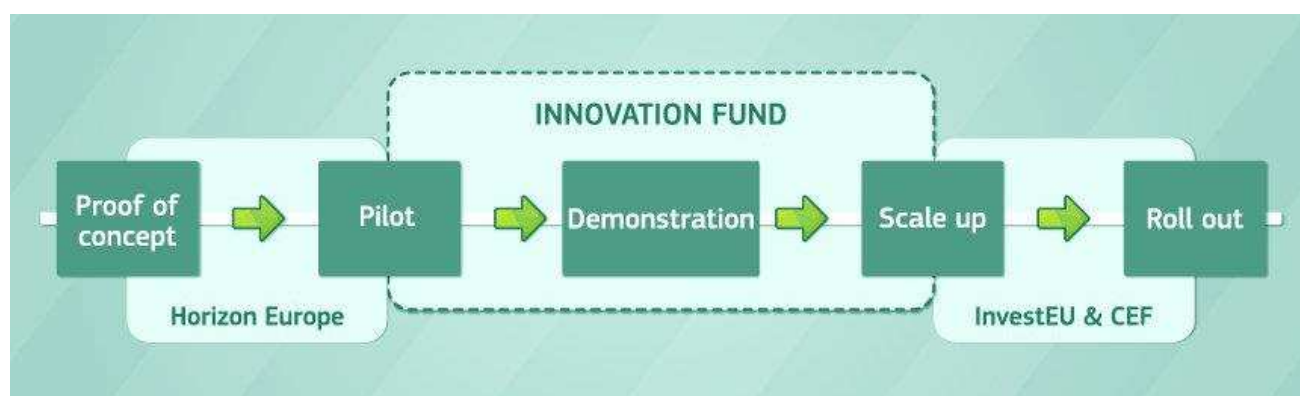 INNOVATION FUND
Proof of
concept
Pilot
Demonstration
Scale up
Roll out
Horizon Europe
InvestEU & CEF